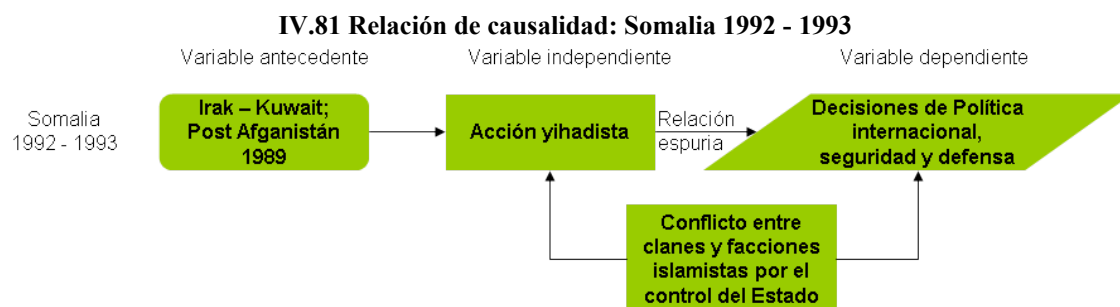 IV.81 Relación de causalidad: Somalia 1992 - 1993
Variable antecedente
Variable independiente
Variable dependiente
Somalia
1992 - 1993
Irak – Kuwait;
Post Afganistán
1989
Acción yihadista
Relación
espuria
Decisiones de Política
internacional,
seguridad y defensa
Conflicto entre
clanes y facciones
islamistas por el
control del Estado